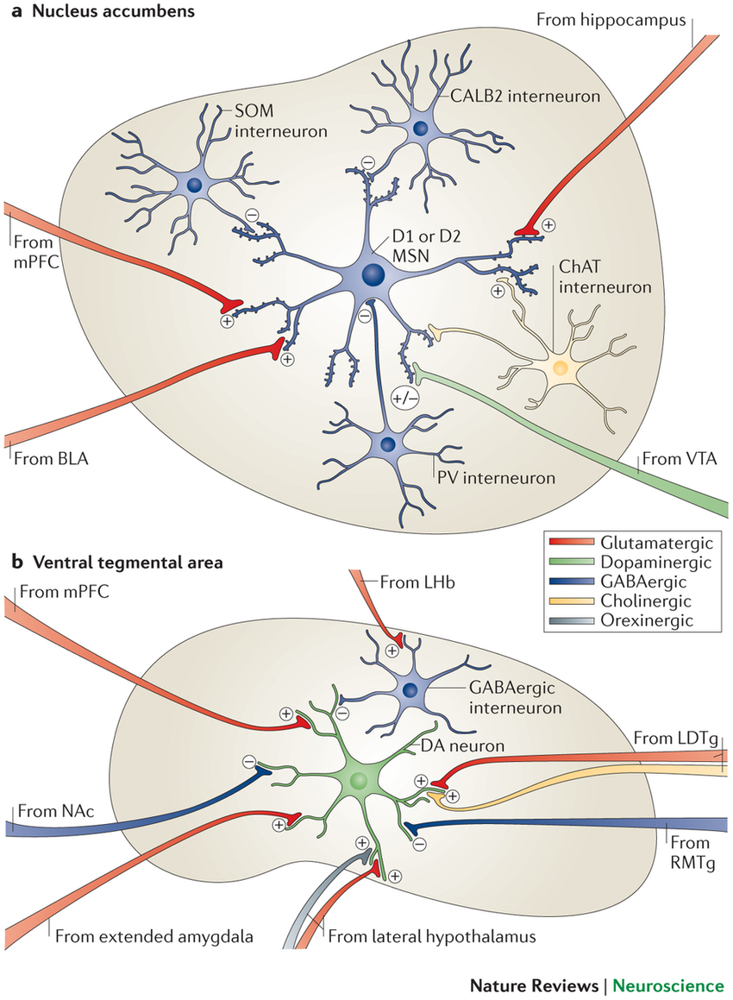 a Nucleus accumbens
From hippocampus
CALB2 interneuron
SOM
interneuron
−
−
+
From
mPFC
D1 or D2
MSN
ChAT
interneuron
+
−
+
+
+/−
From BLA
From VTA
PV interneuron
Glutamatergic
Dopaminergic
GABAergic
Cholinergic
Orexinergic
b Ventral tegmental area
From mPFC
From LHb
+
GABAergic
interneuron
+
−
DA neuron
From LDTg
−
+
+
From NAc
+
−
From
RMTg
+
+
From extended amygdala
From lateral hypothalamus
Nature Reviews | Neuroscience